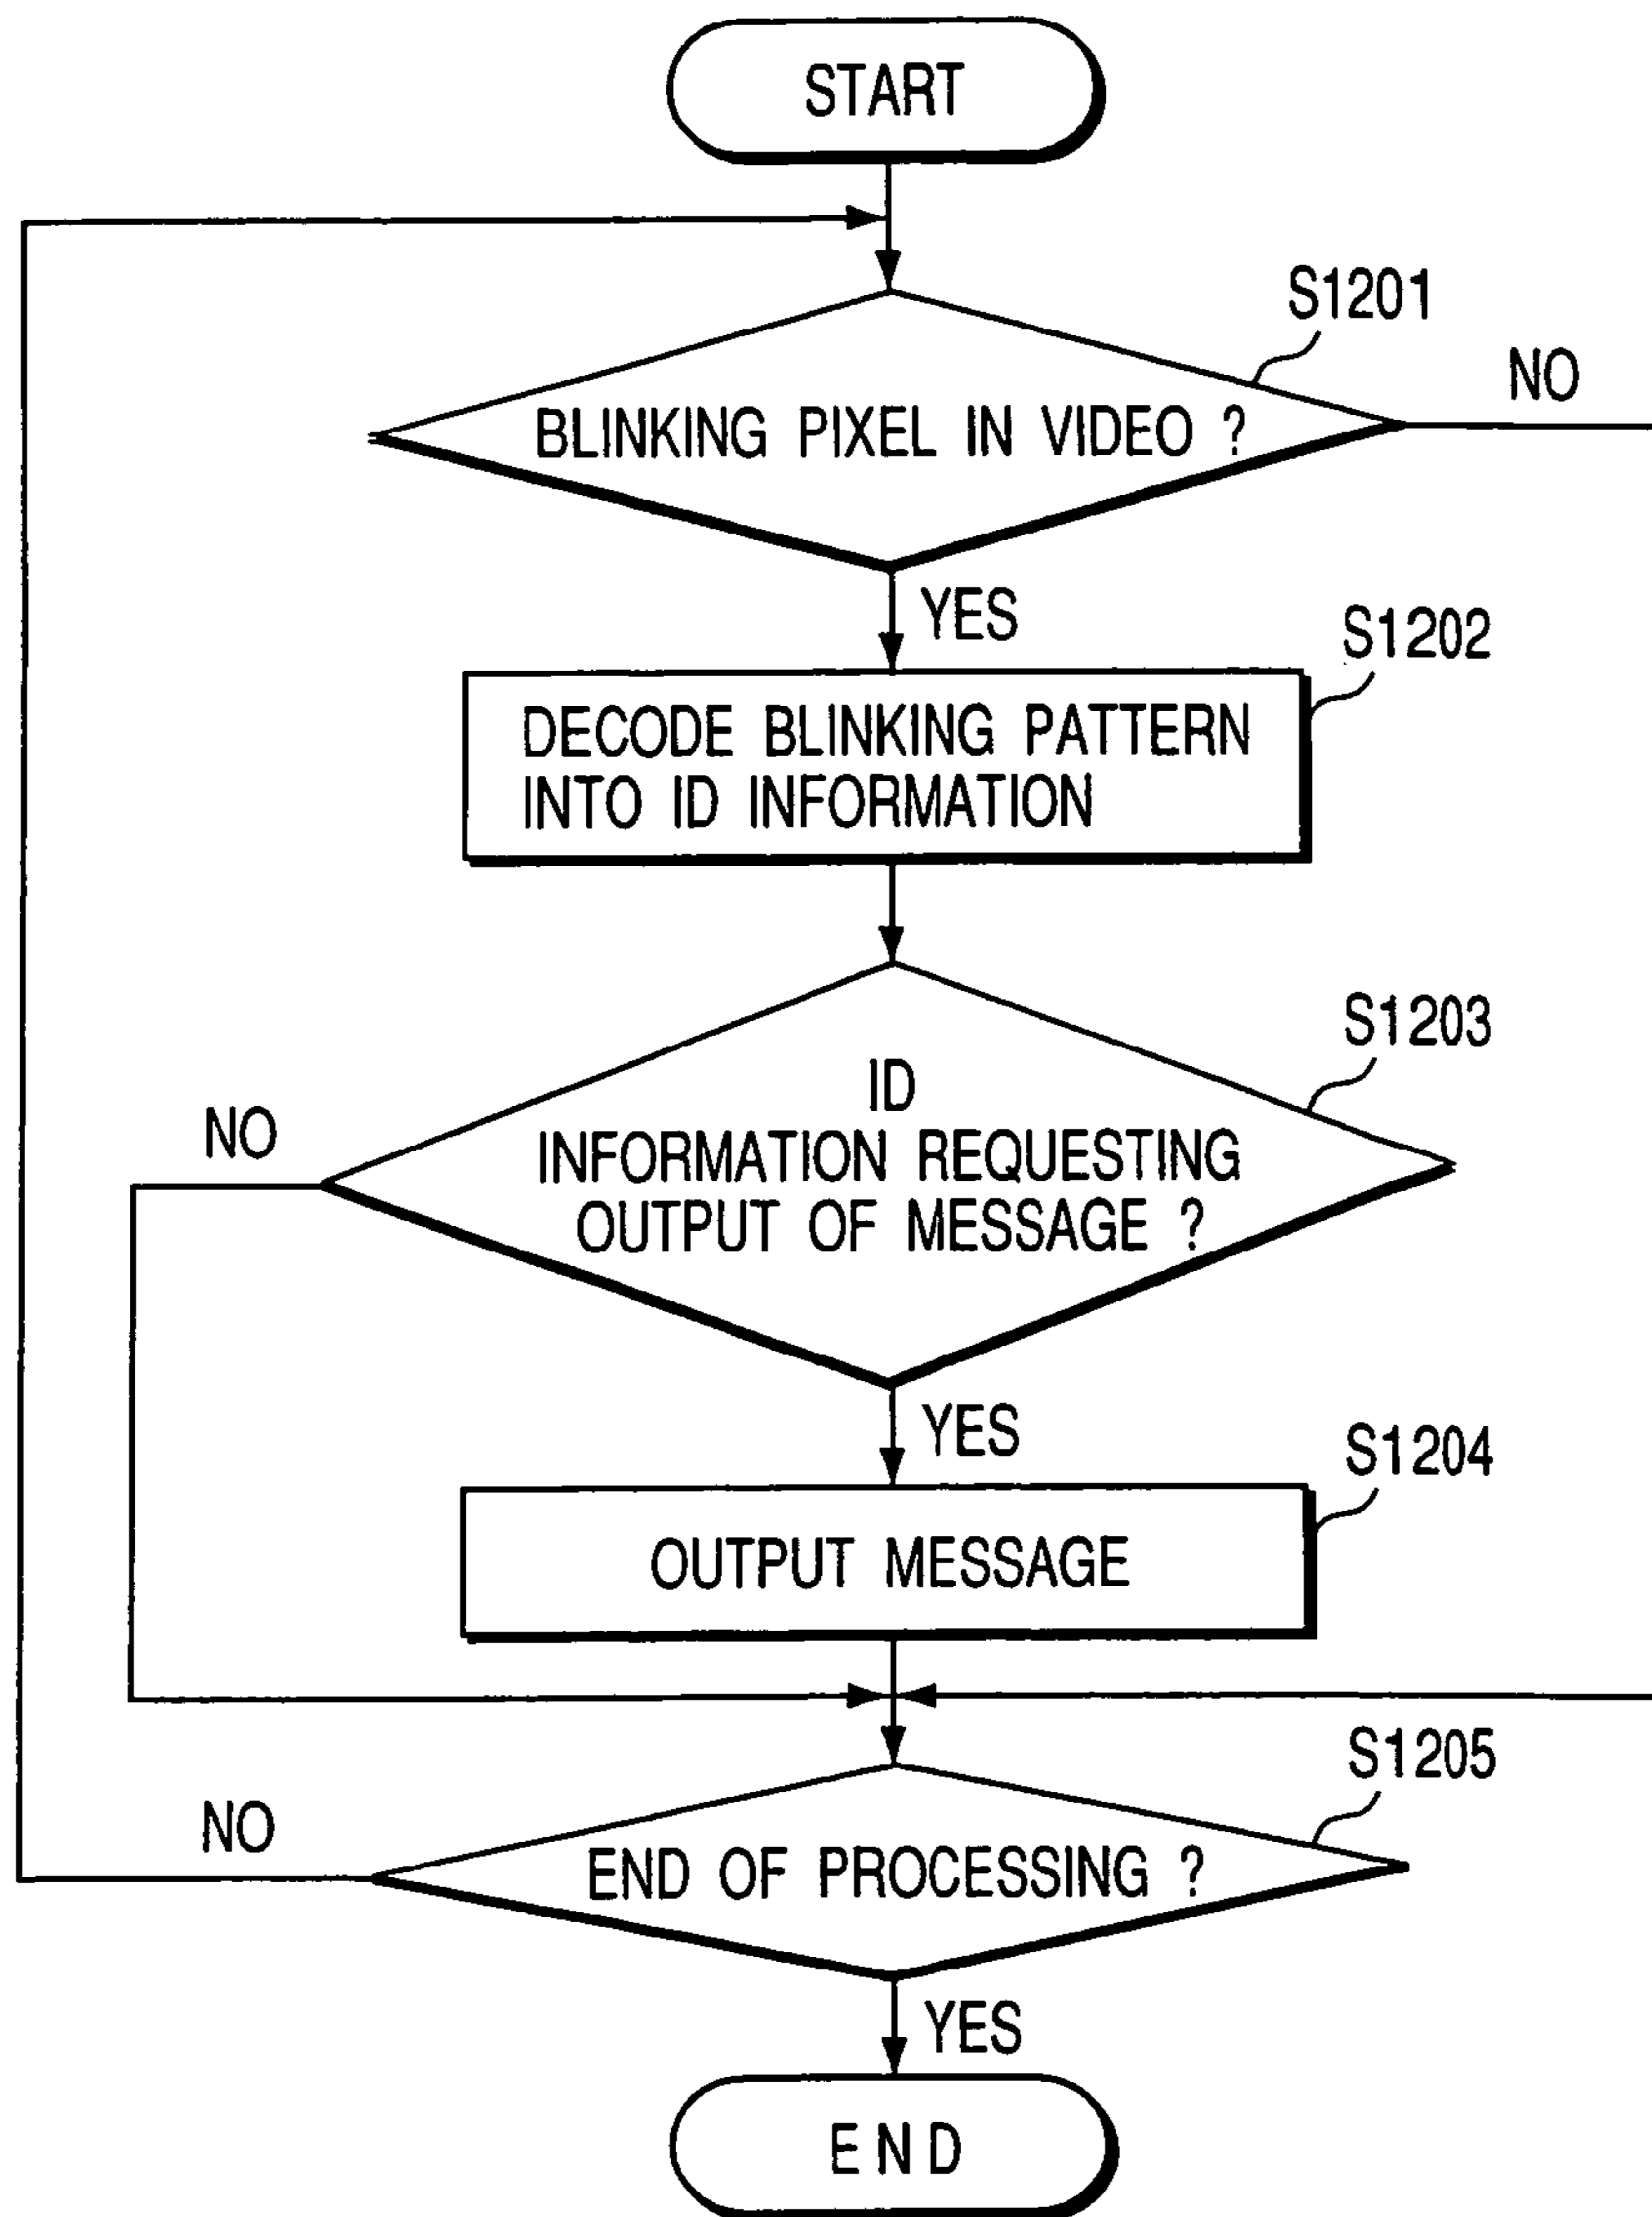 START
S1201
NO
BLINKING PIXEL IN VIDEO ?
YES
S1202
DECODE BLINKING PATTERN
INTO ID INFORMATION
S1203
ID
NO
INFORMATION REQUESTING
OUTPUT OF MESSAGE ?
YES
S1204
OUTPUT MESSAGE
S1205
NO
END OF PROCESSING ?
YES
END